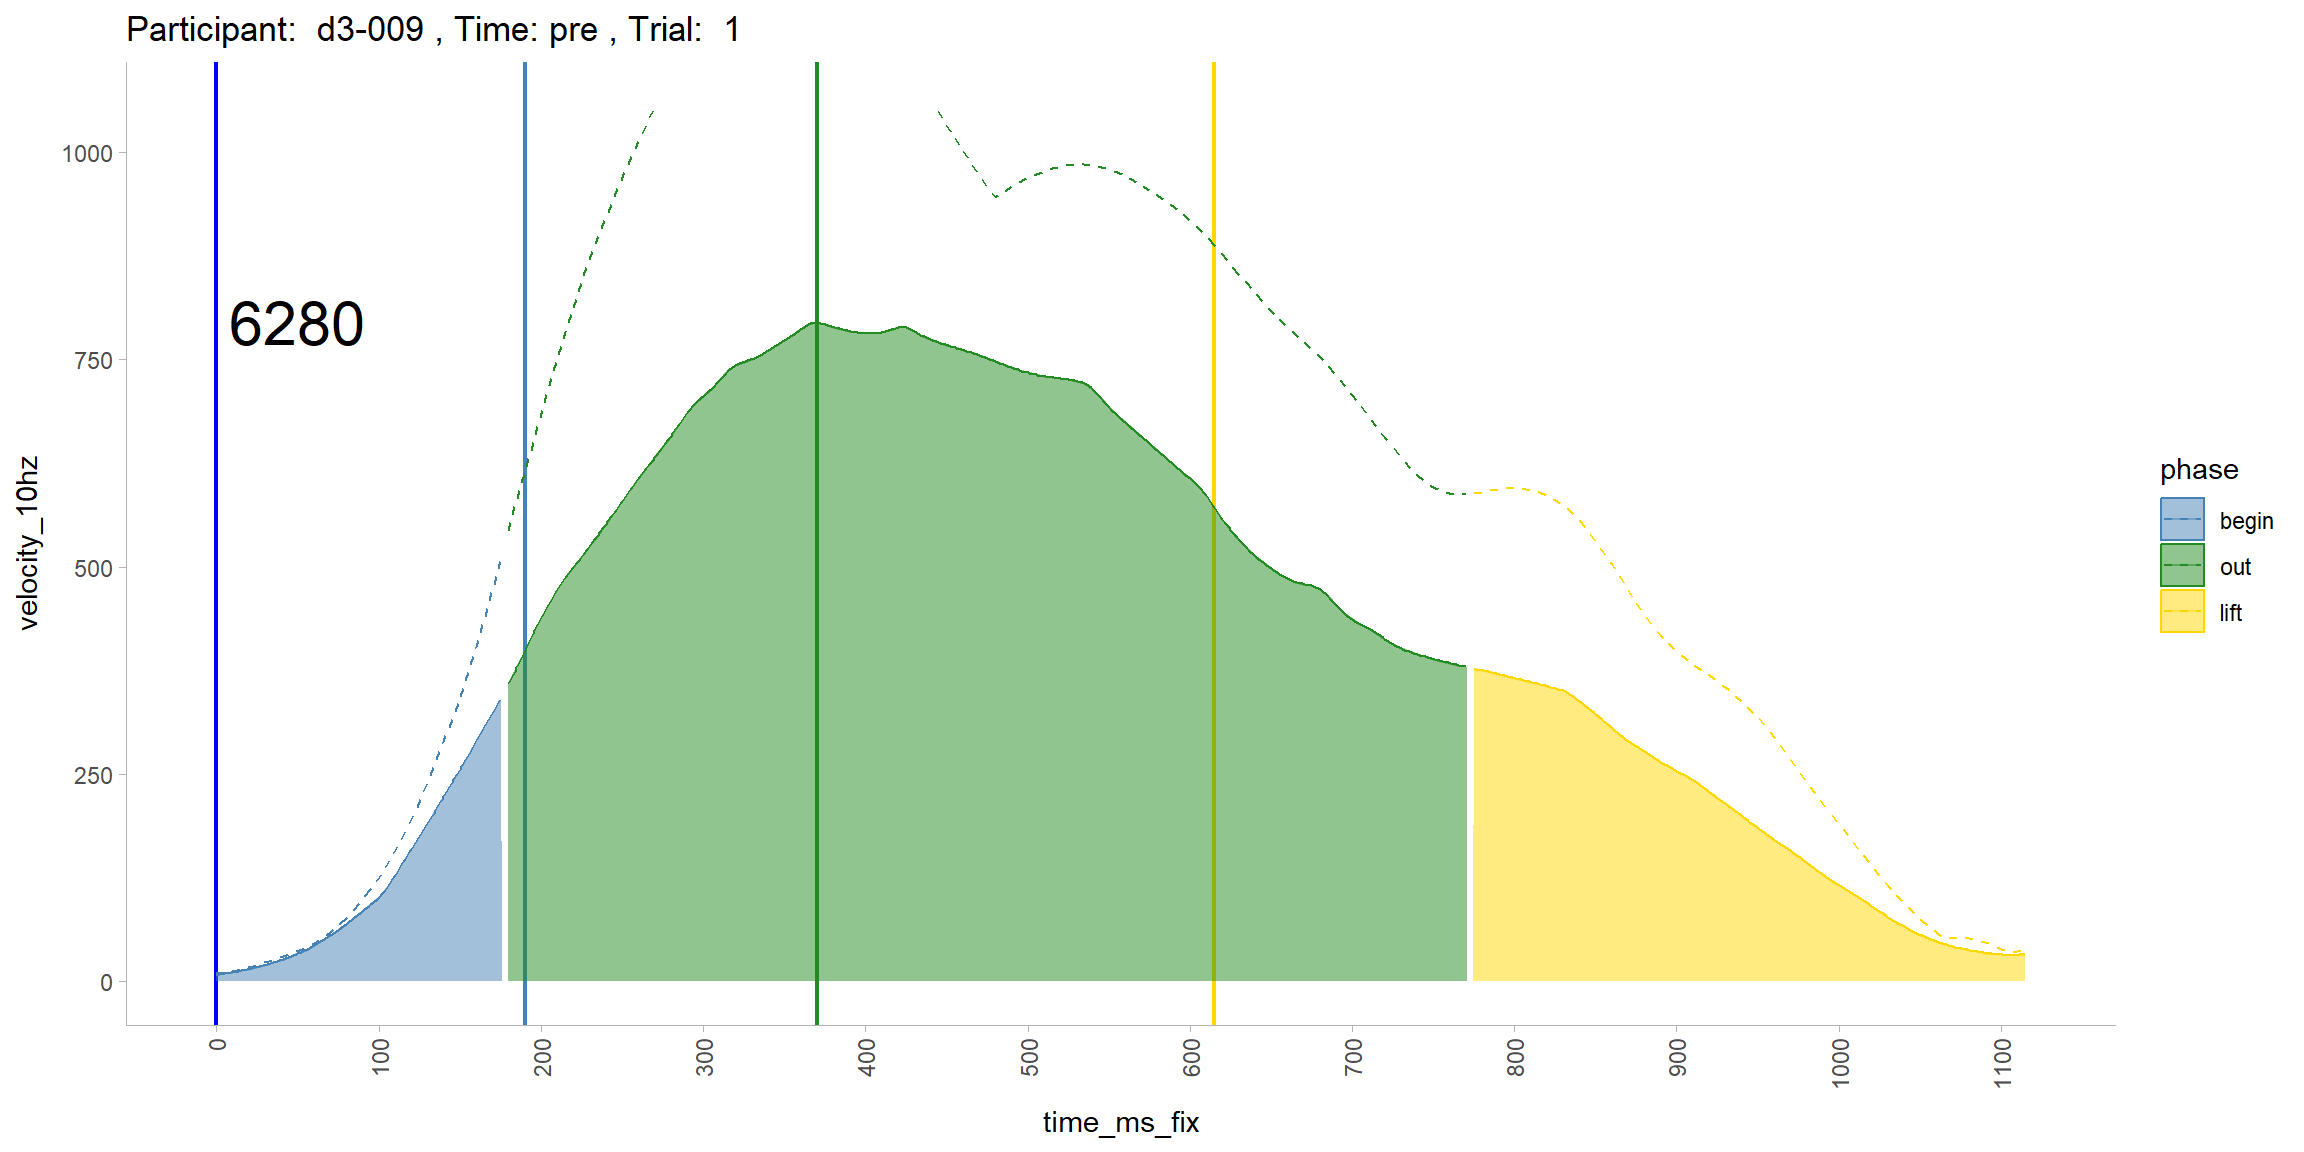 Participant:  d3-009 , Time: pre , Trial:  1
1000
750
500
250
0
velocity_10hz
6280
0
100
200
300
400
500
600
700
800
900
1000
1100
time_ms_fix
phase
begin
out
lift